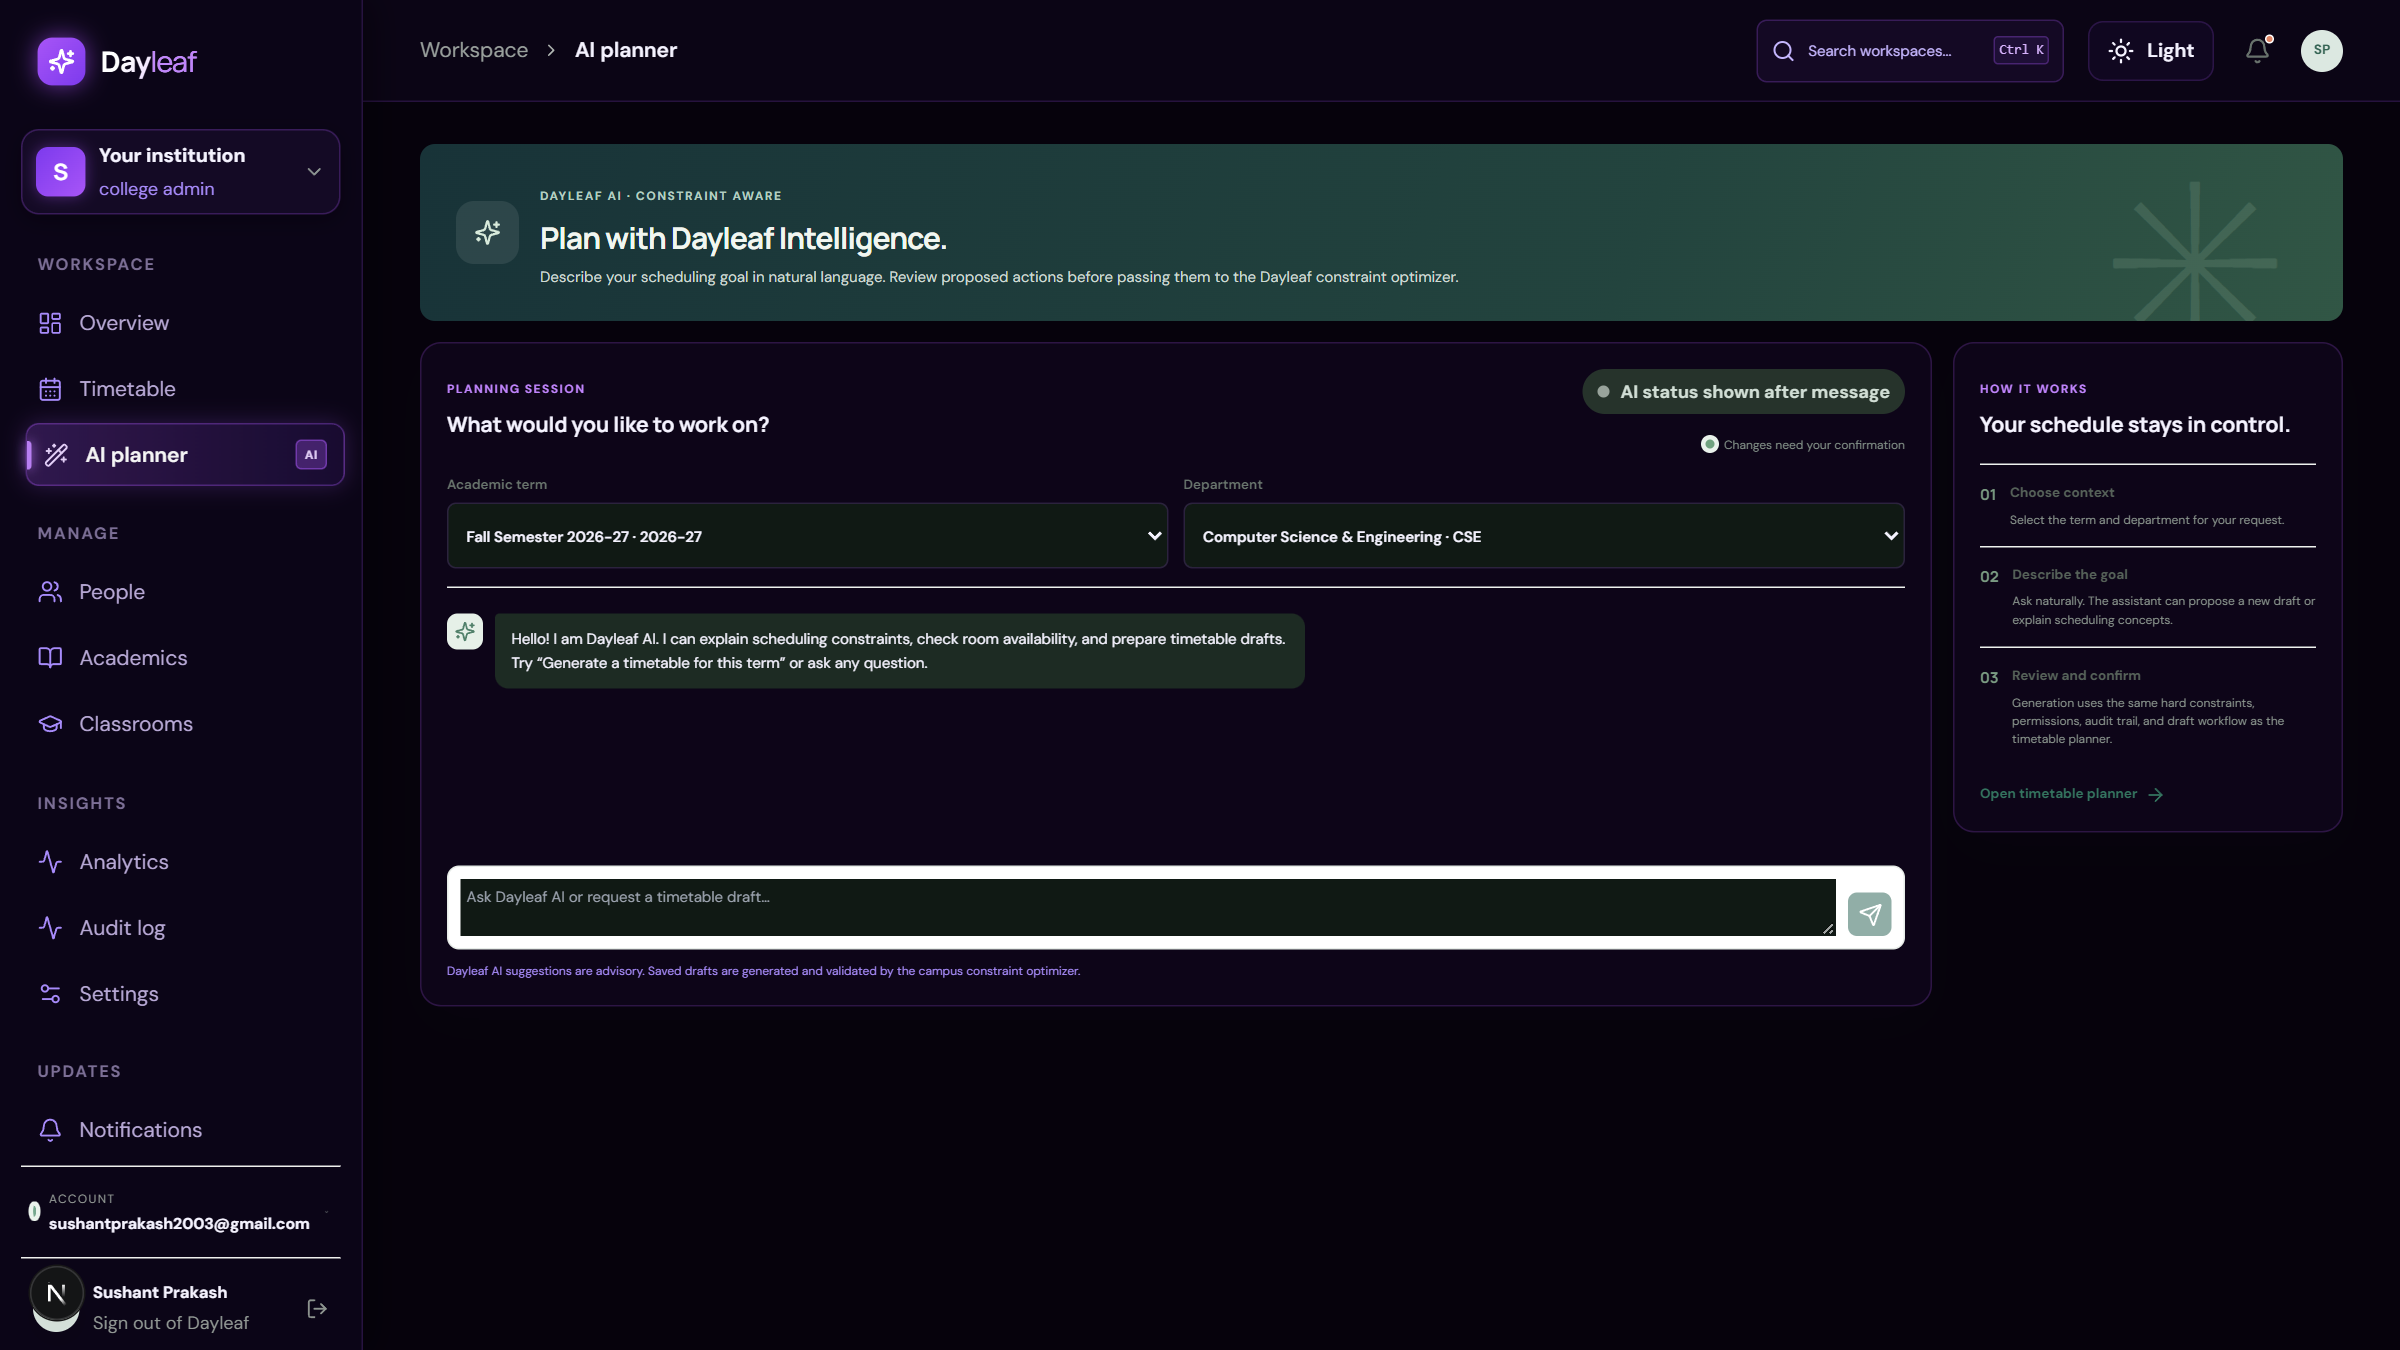 Dayleaf
S
Your institution
college admin
WORKSPACE
Overview
Timetable
AI planner
AI
MANAGE
People
Academics
Classrooms
INSIGHTS
Analytics
Audit log
Settings
UPDATES
Notifications
ACCOUNT
sushantprakash2003@gmail.com
N
Sushant Prakash
Sign out of Dayleaf
Workspace
AI planner
Search workspaces...
Ctrl K
Light
SP
DAYLEAF AI · CONSTRAINT AWARE
Plan with Dayleaf Intelligence.
Describe your scheduling goal in natural language. Review proposed actions before passing them to the Dayleaf constraint optimizer.
PLANNING SESSION
What would you like to work on?
AI status shown after message
Changes need your confirmation
Academic term
Fall Semester 2026-27 · 2026-27
Department
Computer Science & Engineering · CSE
Hello! I am Dayleaf AI. I can explain scheduling constraints, check room availability, and prepare timetable drafts.
Try “Generate a timetable for this term” or ask any question.
Ask Dayleaf AI or request a timetable draft...
Dayleaf AI suggestions are advisory. Saved drafts are generated and validated by the campus constraint optimizer.
HOW IT WORKS
Your schedule stays in control.
01
Choose context
Select the term and department for your request.
02
Describe the goal
Ask naturally. The assistant can propose a new draft or
explain scheduling concepts.
03
Review and confirm
Generation uses the same hard constraints,
permissions, audit trail, and draft workflow as the
timetable planner.
Open timetable planner